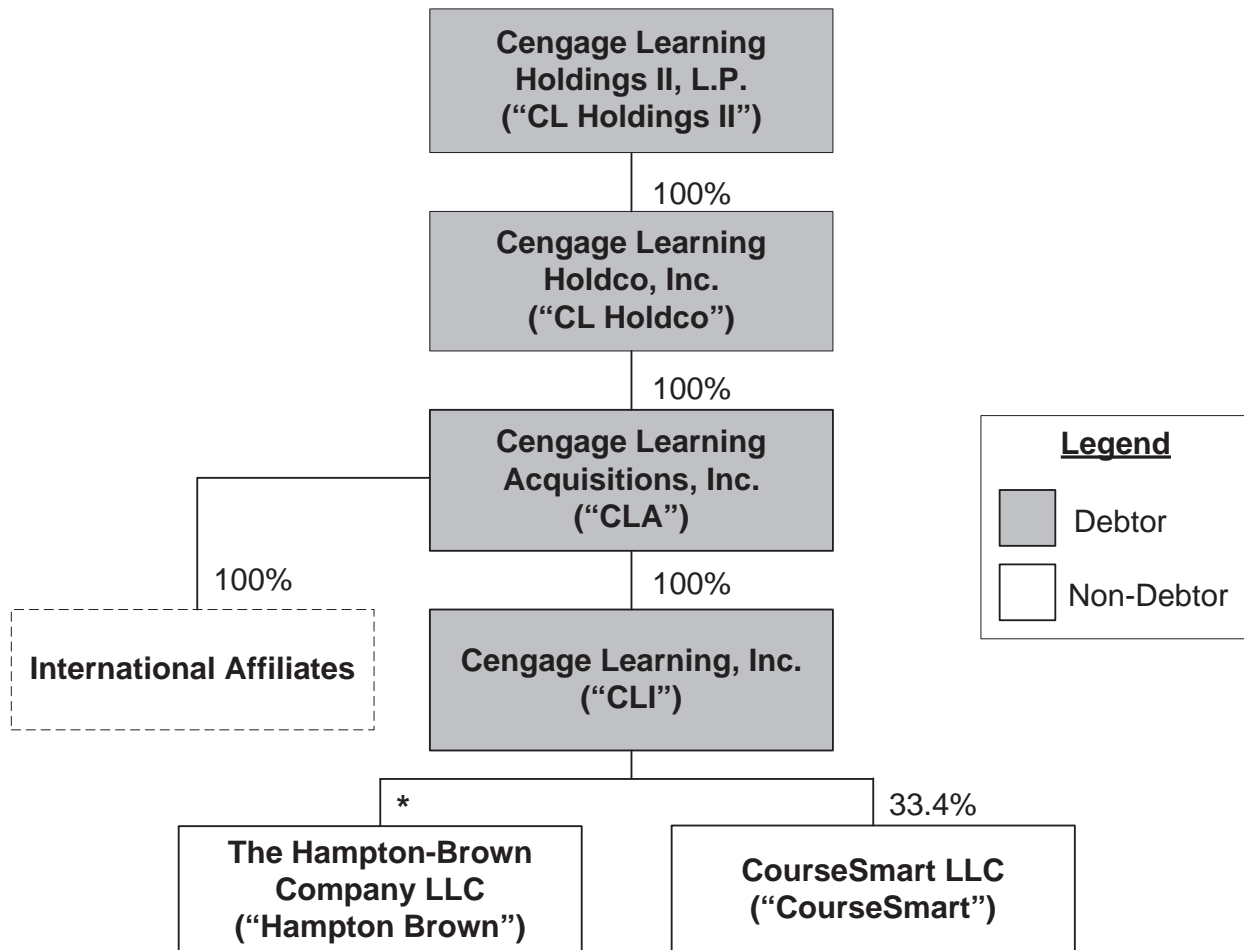 Cengage Learning
Holdings II, L.P.
(“CL Holdings II”)
100%
Cengage Learning
Holdco, Inc.
(“CL Holdco”)
100%
Cengage Learning
Acquisitions, Inc.
(“CLA”)
Legend
Debtor
Non-Debtor
100%
100%
International Affiliates
Cengage Learning, Inc.
(“CLI”)
*
33.4%
The Hampton-Brown
Company LLC
(“Hampton Brown”)
CourseSmart LLC
(“CourseSmart”)